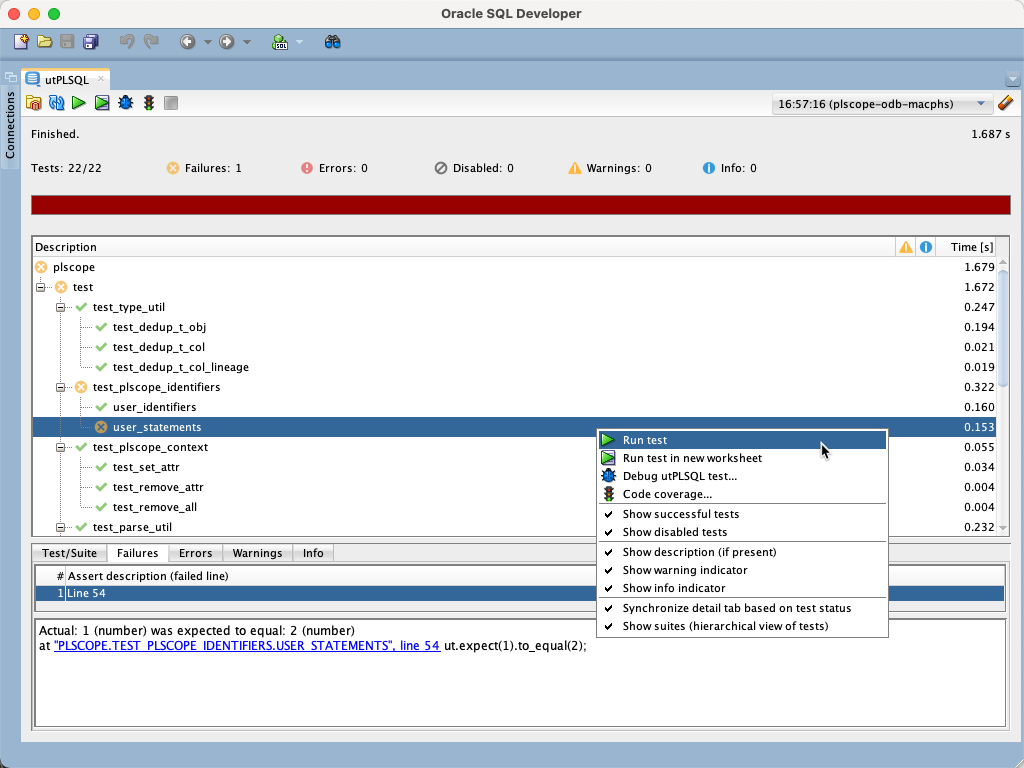 Oracle SQL Developer
SQL
Connections
utPLSQL
16:57:16 (plscope-odb-macphs)
Finished.
1.687 s
Tests: 22/22 Failures: 1 Errors: 0 Disabled: 0 Warnings: 0 Info: 0
Description Time [s]
plscope 1.679
test 1.672
test_type_util 0.247
test_dedup_t_obj 0.194
test_dedup_t_col 0.021
test_dedup_t_col_lineage 0.019
test_plscope_identifiers 0.322
user_identifiers 0.160
user_statements 0.153
test_plscope_context 0.055
test_set_attr 0.034
test_remove_attr 0.004
test_remove_all 0.004
test_parse_util 0.232
Run test
Run test in new worksheet
Debug utPLSQL test...
Code coverage...
Show successful tests
Show disabled tests
Show description (if present)
Show warning indicator
Show info indicator
Synchronize detail tab based on test status
Show suites (hierarchical view of tests)
Test/Suite Failures Errors Warnings Info
# Assert description (failed line)
1 Line 54
Actual: 1 (number) was expected to equal: 2 (number)
at "PLSCOPE.TEST_PLSCOPE_IDENTIFIERS.USER_STATEMENTS", line 54 ut.expect(1).to_equal(2);